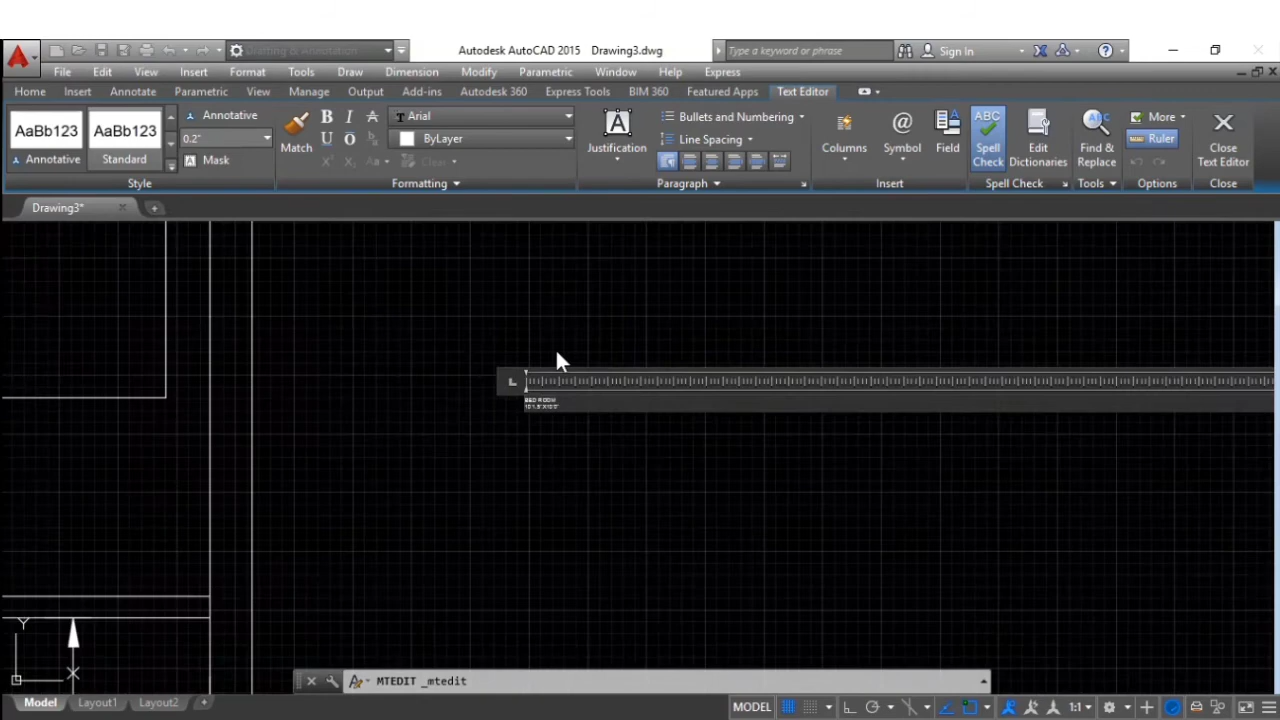 Drafting & Annotation
Autodesk AutoCAD 2015 Drawing3.dwg
Type a keyword or phrase
Sign In
File Edit View Insert Format Tools Draw Dimension Modify Parametric Window Help Express
Home Insert Annotate Parametric View Manage Output Add-ins Autodesk 360 Express Tools BIM 360 Featured Apps Text Editor
AaBb123 AaBb123 Annotative Arial Bullets and Numbering More
0.2" ByLayer Line Spacing Ruler
Annotative Standard Mask Match Justification Columns Symbol Field Spell Check Edit Dictionaries Find & Replace Close Text Editor
Style Formatting Paragraph Insert Spell Check Tools Options Close
Drawing3*
BED ROOM
Y
X
MTEDIT _mtedit
Model Layout1 Layout2 MODEL 1:1